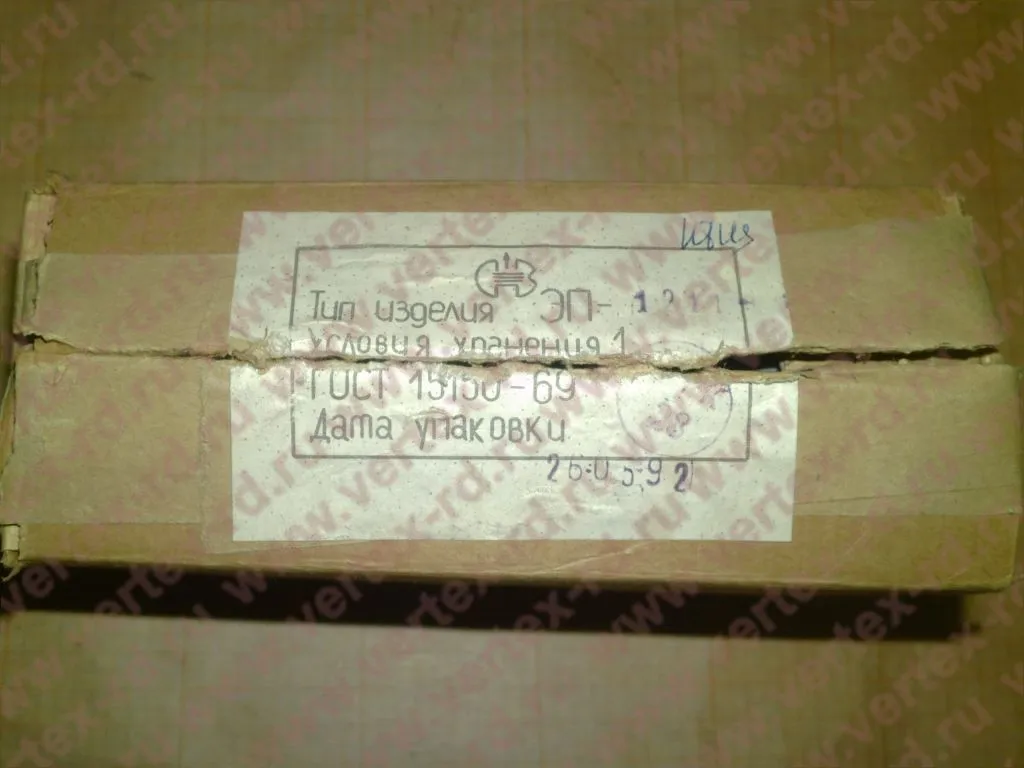 Тип изделия ЭП-
Условия хранения 1
ГОСТ 15150-69
Дата упаковки
26.05.92
www.vertex-rd.ru